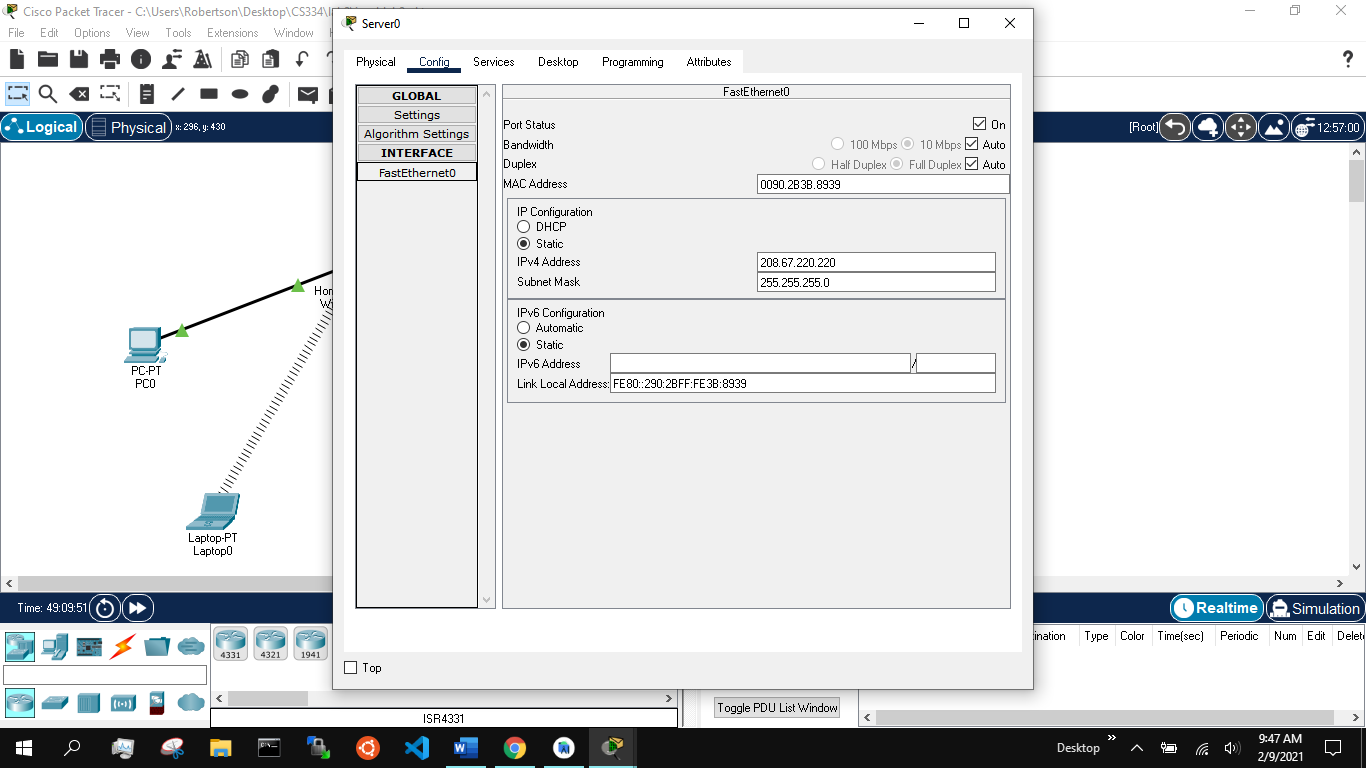 Cisco Packet Tracer - C:\Users\Robertson\Desktop\CS334\
File Edit Options View Tools Extensions Window
?
Logical Physical x: 296, y: 430
[Root] 12:57:00
Server0
Physical Config Services Desktop Programming Attributes
GLOBAL
Settings
Algorithm Settings
INTERFACE
FastEthernet0
FastEthernet0
Port Status On
Bandwidth 100 Mbps 10 Mbps Auto
Duplex Half Duplex Full Duplex Auto
MAC Address 0090.2B3B.8939
IP Configuration
DHCP
Static
IPv4 Address 208.67.220.220
Subnet Mask 255.255.255.0
IPv6 Configuration
Automatic
Static
IPv6 Address /
Link Local Address: FE80::290:2BFF:FE3B:8939
Top
PC-PT
PC0
Laptop-PT
Laptop0
Time: 49:09:51
Realtime Simulation
4331 4321 1941
ISR4331
Type Color Time(sec) Periodic Num Edit
Toggle PDU List Window
Desktop
9:47 AM
2/9/2021